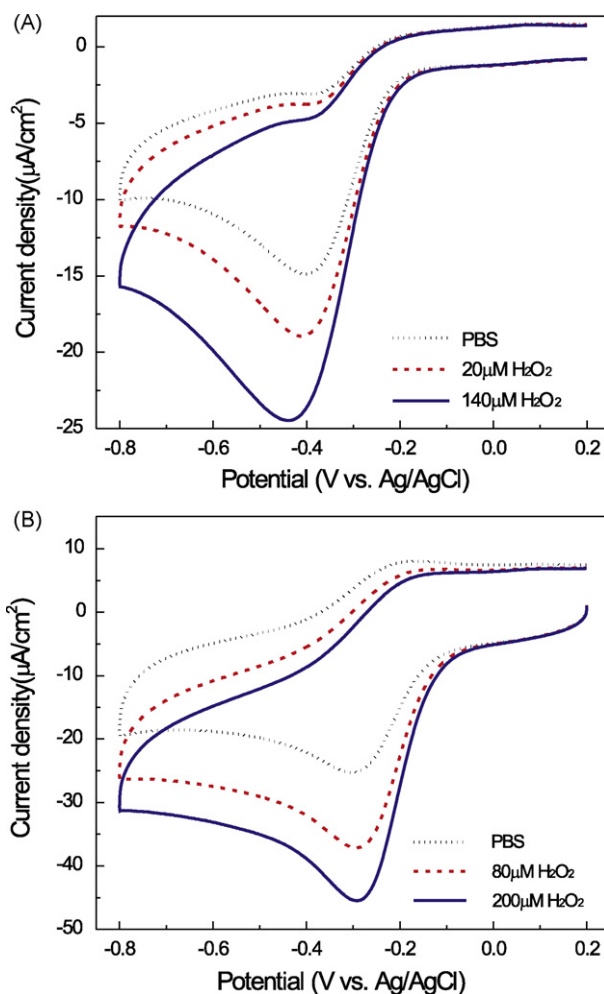 (A)
0
-5
-10
-15
-20
-25
Current density(μA/cm²)
PBS
20μM H₂O₂
140μM H₂O₂
-0.8 -0.6 -0.4 -0.2 0.0 0.2
Potential (V vs. Ag/AgCl)
(B)
10
0
-10
-20
-30
-40
-50
Current density(μA/cm²)
PBS
80μM H₂O₂
200μM H₂O₂
-0.8 -0.6 -0.4 -0.2 0.0 0.2
Potential (V vs. Ag/AgCl)